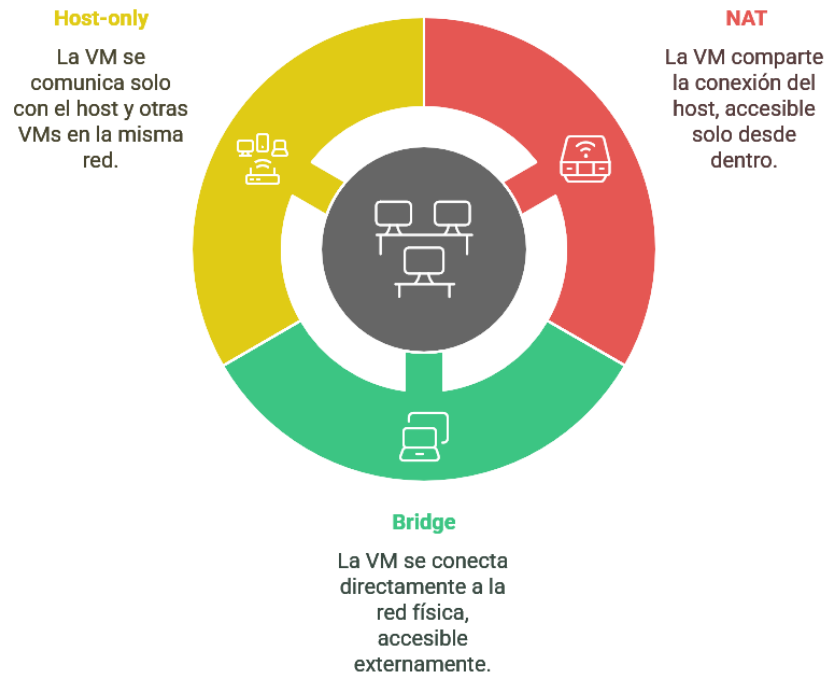 Host-only
La VM se
comunica solo
con el host y otras
VMs en la misma
red.
NAT
La VM comparte
la conexión del
host, accesible
solo desde
dentro.
Bridge
La VM se conecta
directamente a la
red física,
accesible
externamente.